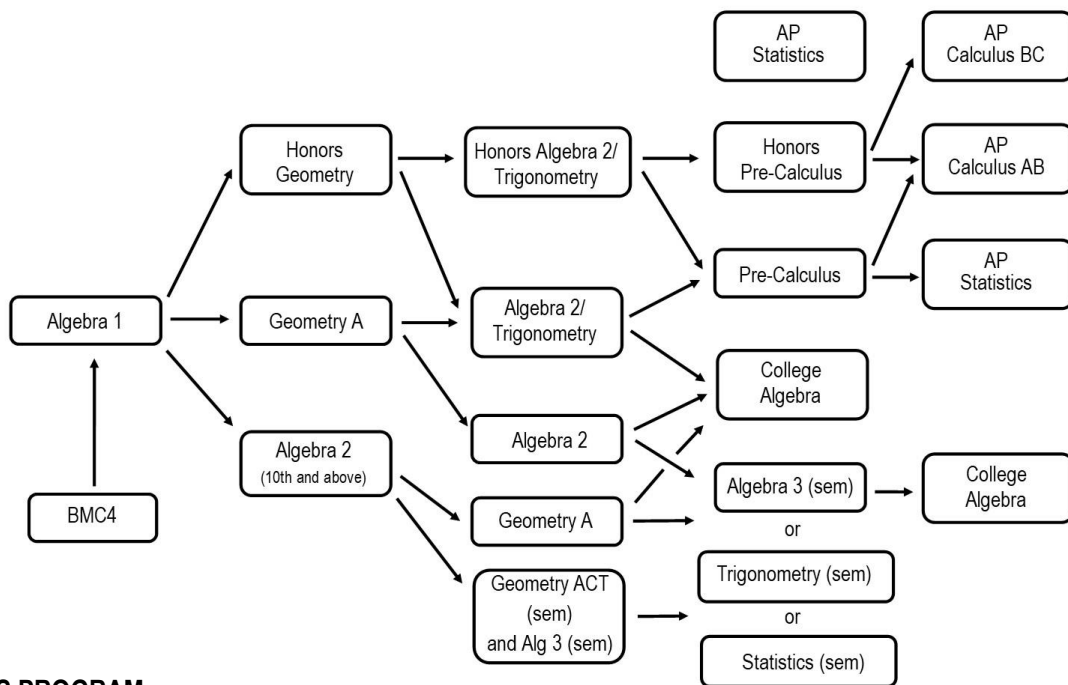 AP
Statistics
AP
Calculus BC
Honors
Geometry
Honors Algebra 2/
Trigonometry
Honors
Pre-Calculus
AP
Calculus AB
Algebra 1
Geometry A
Algebra 2/
Trigonometry
Pre-Calculus
AP
Statistics
College
Algebra
Algebra 2
(10th and above)
Algebra 2
Algebra 3 (sem)
College
Algebra
BMC4
Geometry A
or
Trigonometry (sem)
Geometry ACT
(sem)
and Alg 3 (sem)
or
Statistics (sem)
PROGRAM